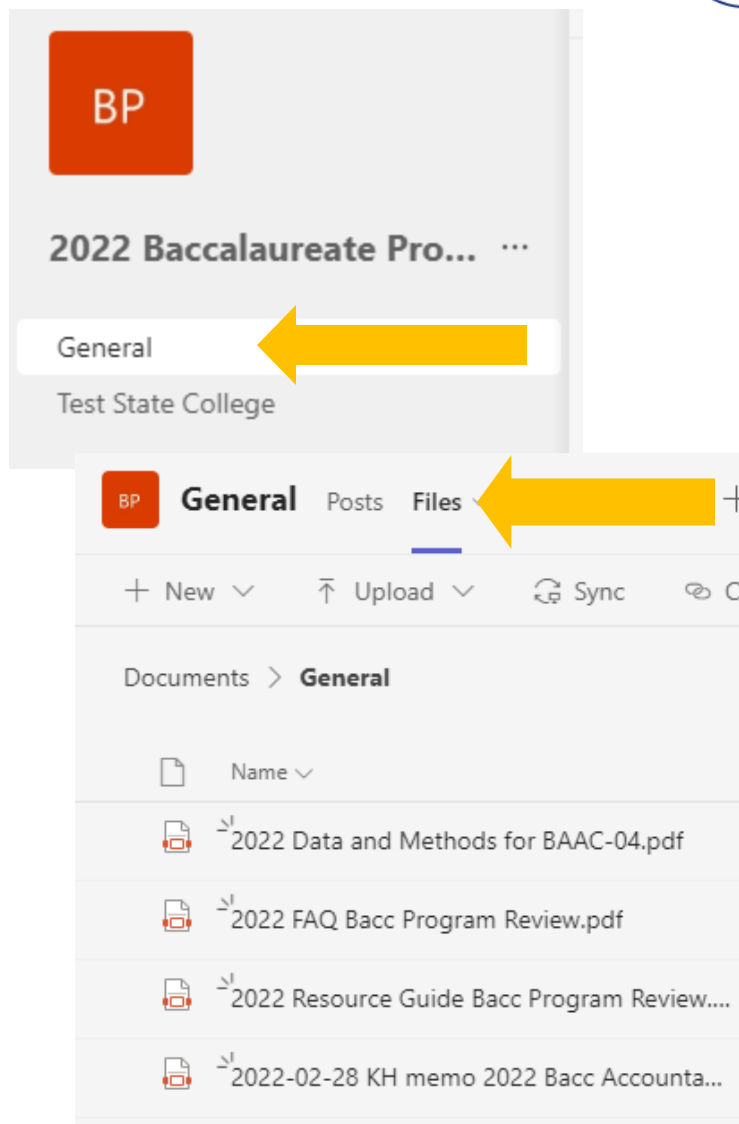 BP
2022 Baccalaureate Pro... ...
General
Test State College
BP General Posts Files
+ New Upload Sync
Documents > General
Name
2022 Data and Methods for BAAC-04.pdf
2022 FAQ Bacc Program Review.pdf
2022 Resource Guide Bacc Program Review....
2022-02-28 KH memo 2022 Bacc Accounta...